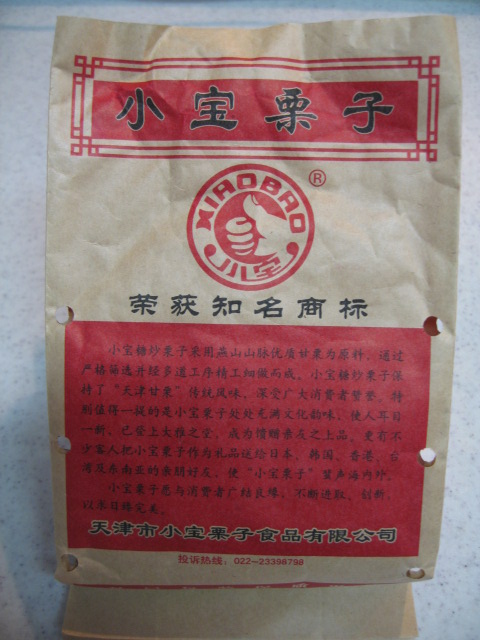 小宝栗子
XIAOBAO
®
小宝
荣获知名商标
小宝糖炒栗子采用燕山山脉优质甘栗为原料，通过
严格筛选并经多道工序精工细做而成。小宝糖炒栗子保
持了“天津甘栗”传统风味，深受广大消费者赞誉。特
别值得一提的是小宝栗子处处充满文化韵味，使人耳目
一新，已登上大雅之堂，成为馈赠亲友之上品。更有不
少客人把小宝栗子作为礼品送给日本、韩国、香港、台
湾及东南亚的亲朋好友，使“小宝栗子”蜚声海内外。
小宝栗子愿与消费者广结良缘，不断进取、创新，
以求日臻完美。
天津市小宝栗子食品有限公司
投诉热线：022-23398798